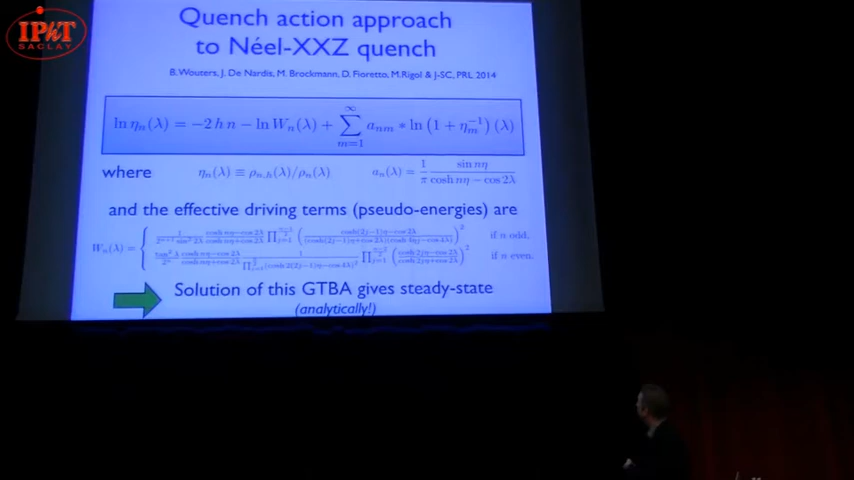 IPhT
SACLAY
Quench action approach
to Néel-XXZ quench
B. Wouters, J. De Nardis, M. Brockmann, D. Fioretto, M.Rigol & J-SC, PRL 2014
ln η_n(λ) = −2 h n − ln W_n(λ) + ∑_{m=1}^{∞} a_{nm} * ln (1 + η_m^{−1}) (λ)
where η_n(λ) ≡ ρ_{n,h}(λ)/ρ_n(λ) a_n(λ) = 1/π sin nη / cosh nη − cos 2λ
and the effective driving terms (pseudo-energies) are
W_n(λ) =
if n odd,
if n even.
Solution of this GTBA gives steady-state
(analytically!)